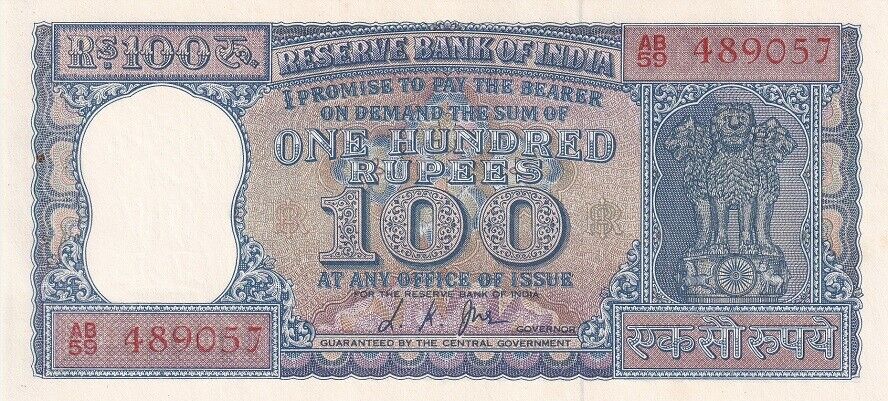 RS 100 रु.
RESERVE BANK OF INDIA
AB
59 489057
I PROMISE TO PAY THE BEARER
ON DEMAND THE SUM OF
ONE HUNDRED
RUPEES
100
AT ANY OFFICE OF ISSUE
FOR THE RESERVE BANK OF INDIA
GOVERNOR
GUARANTEED BY THE CENTRAL GOVERNMENT
AB
59 489057
एक सौ रुपये